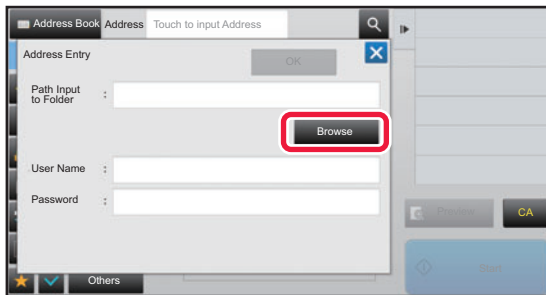 Address Book Address Touch to input Address
Address Entry OK
Path Input
to Folder :
Browse
User Name :
Password :
Preview CA
Start
Others